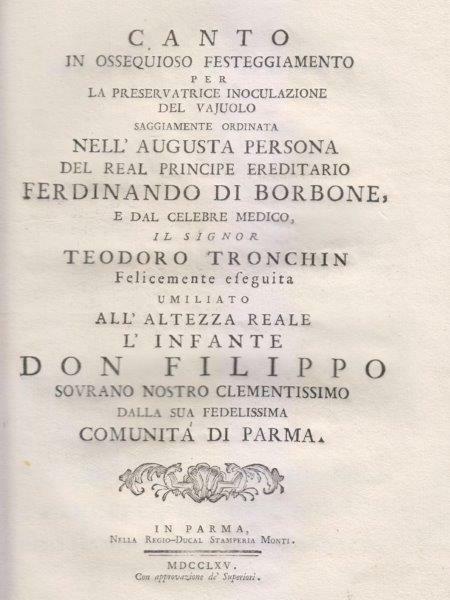 CANTO
IN OSSEQUIOSO FESTEGGIAMENTO
PER
LA PRESERVATRICE INOCULAZIONE
DEL VAJUOLO
SAGGIAMENTE ORDINATA
NELL' AUGUSTA PERSONA
DEL REAL PRINCIPE EREDITARIO
FERDINANDO DI BORBONE,
E DAL CELEBRE MEDICO,
IL SIGNOR
TEODORO TRONCHIN
Felicemente eſeguita
UMILIATO
ALL' ALTEZZA REALE
L' INFANTE
DON FILIPPO
SOVRANO NOSTRO CLEMENTISSIMO
DALLA SUA FEDELISSIMA
COMUNITÁ DI PARMA.
IN PARMA,
NELLA REGIO-DUCAL STAMPERIA MONTI.
MDCCLXV.
Con approvazione de' Superiori.